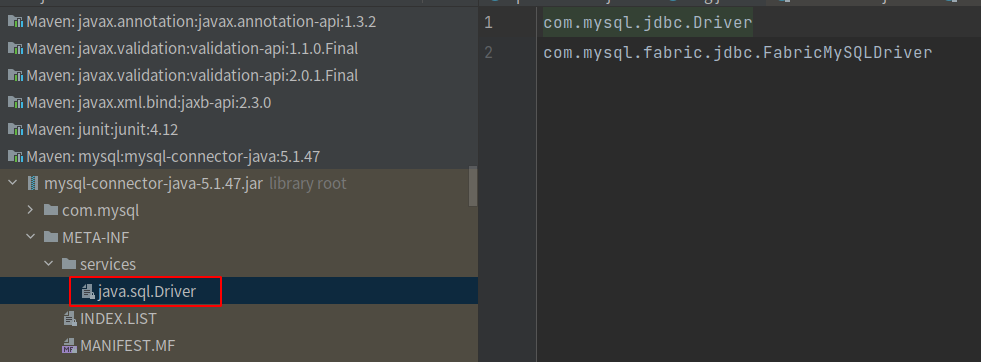 Maven: javax.annotation:javax.annotation-api:1.3.2
Maven: javax.validation:validation-api:1.1.0.Final
Maven: javax.validation:validation-api:2.0.1.Final
Maven: javax.xml.bind:jaxb-api:2.3.0
Maven: junit:junit:4.12
Maven: mysql:mysql-connector-java:5.1.47
mysql-connector-java-5.1.47.jar library root
com.mysql
META-INF
services
java.sql.Driver
INDEX.LIST
MF MANIFEST.MF
1 com.mysql.jdbc.Driver
2 com.mysql.fabric.jdbc.FabricMySQLDriver